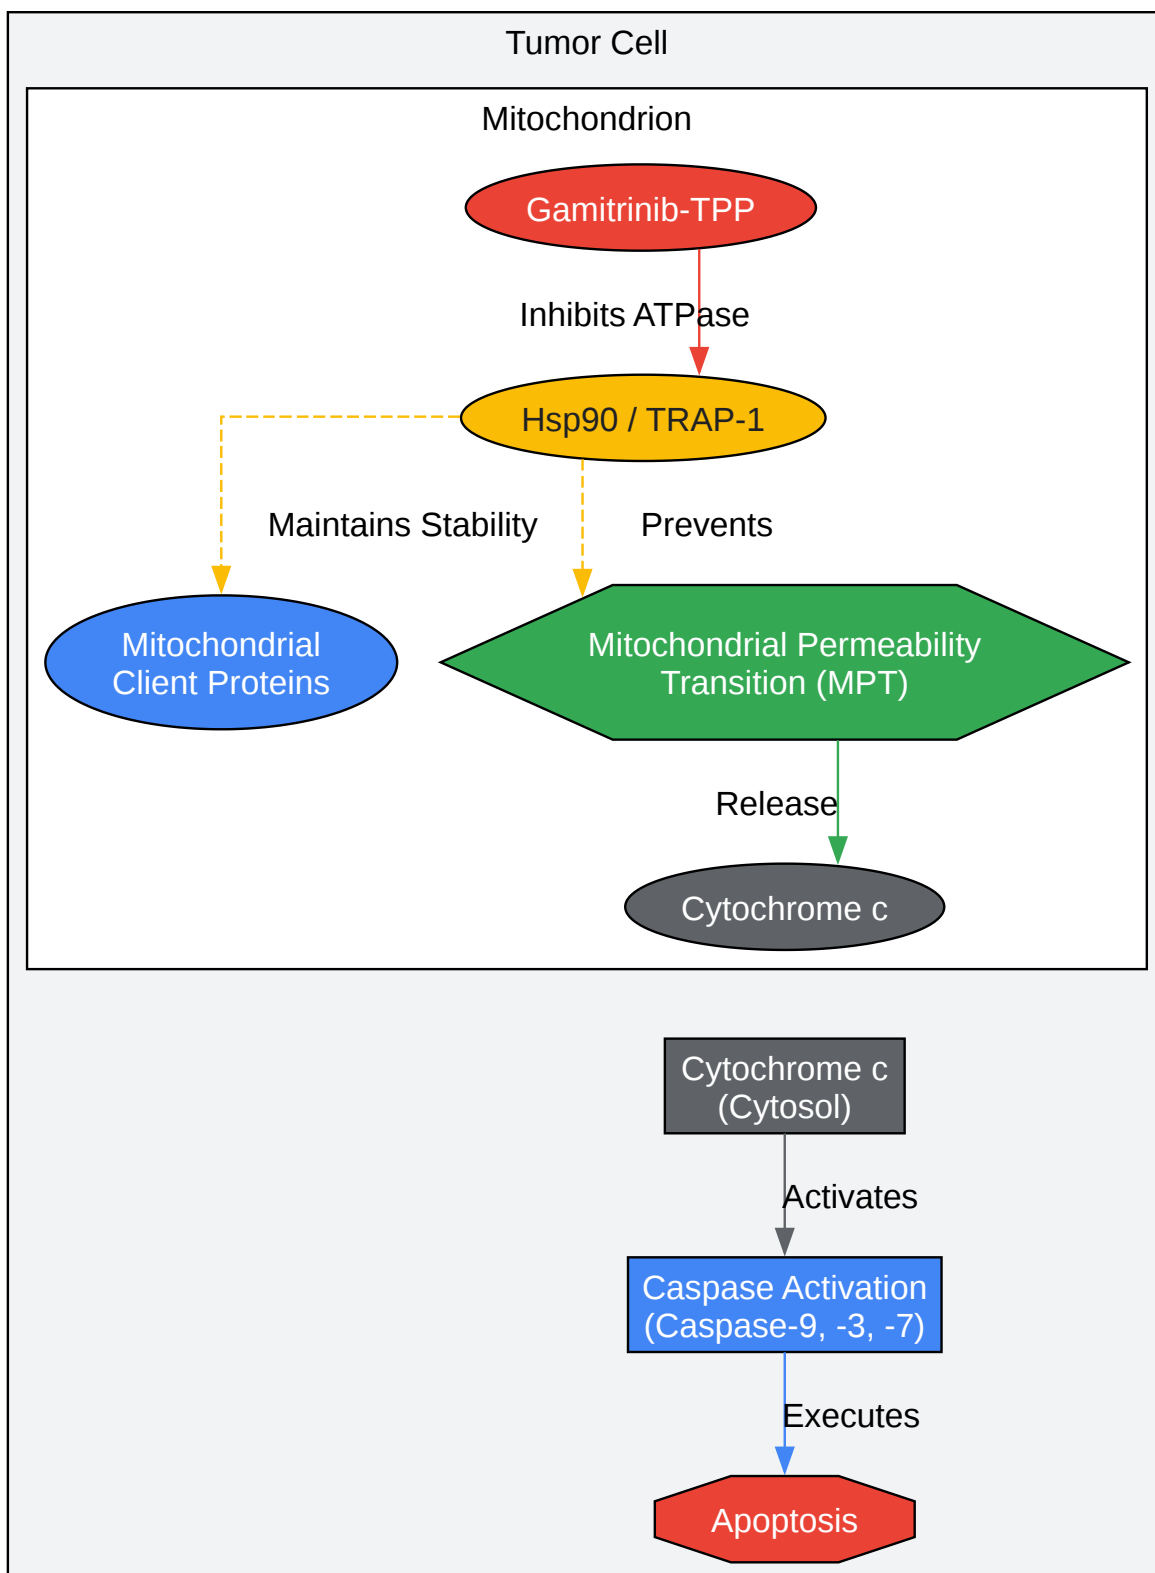 Tumor Cell
Mitochondrion
Gamitrinib-TPP
Inhibits ATPase
Hsp90 / TRAP-1
Maintains Stability
Prevents
Mitochondrial
Client Proteins
Mitochondrial Permeability
Transition (MPT)
Release
Cytochrome c
Cytochrome c
(Cytosol)
Activates
Caspase Activation
(Caspase-9, -3, -7)
Executes
Apoptosis